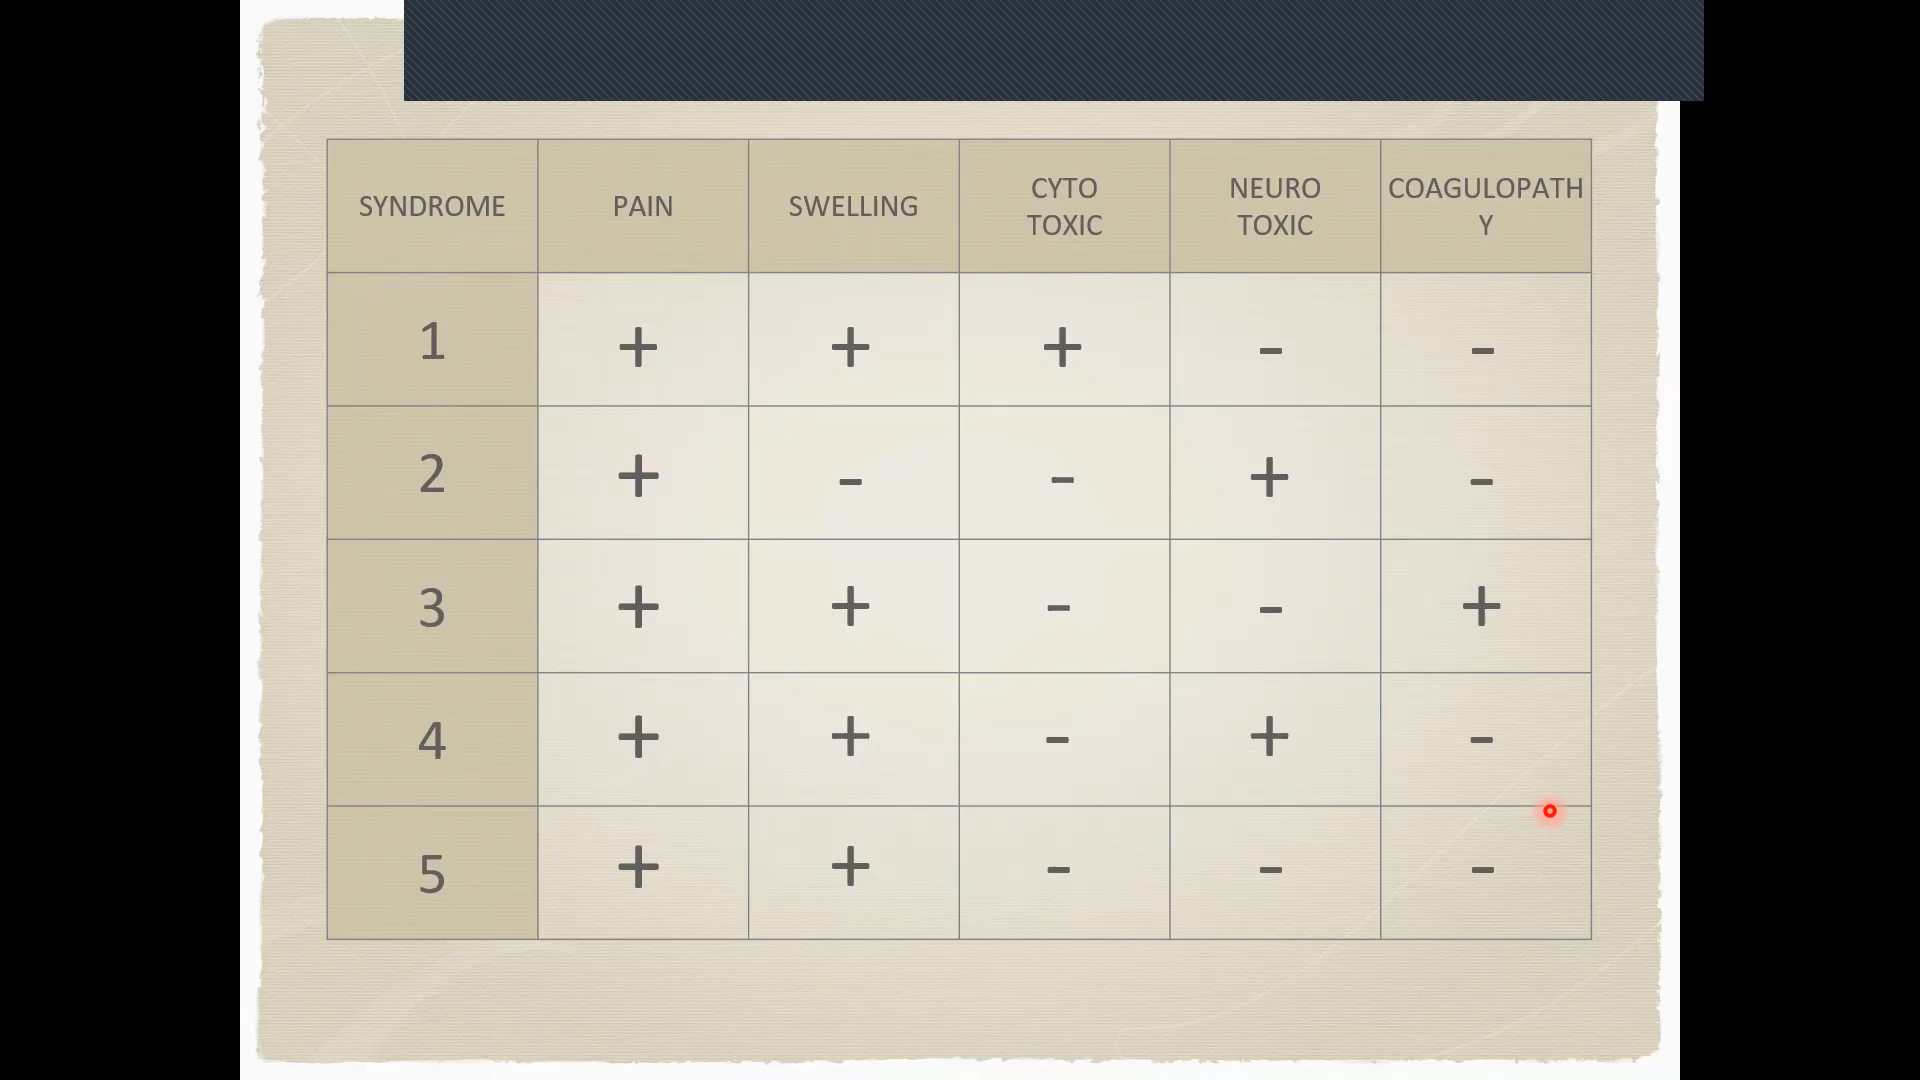 SYNDROME PAIN SWELLING CYTO TOXIC NEURO TOXIC COAGULOPATH Y
1 + + + - -
2 + - - + -
3 + + - - +
4 + + - + -
5 + + - - -